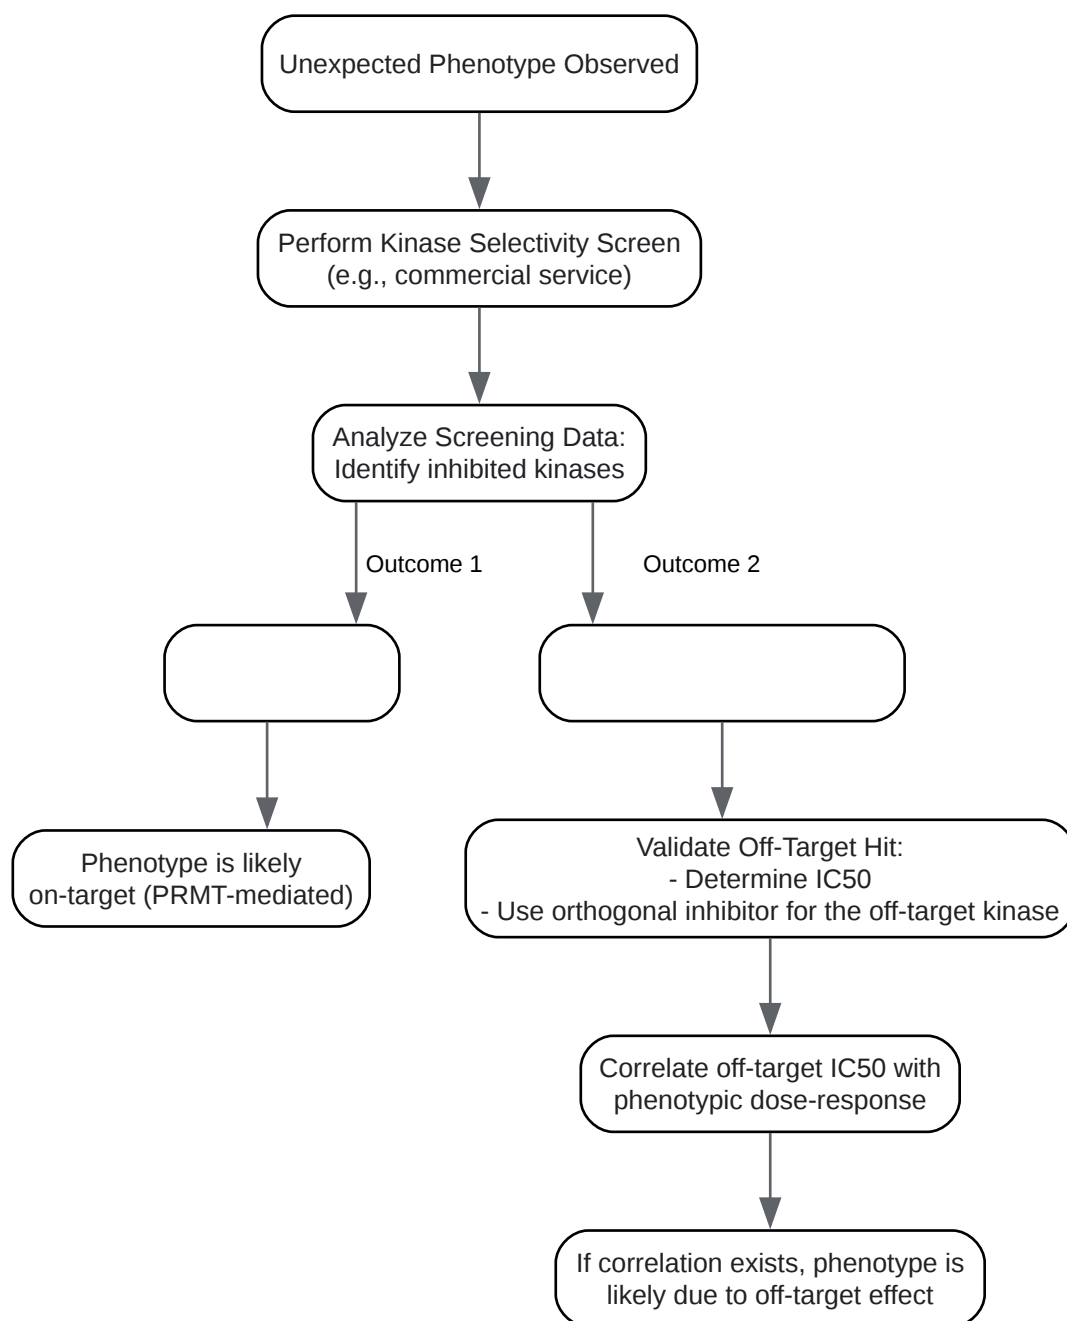 Unexpected Phenotype Observed
Perform Kinase Selectivity Screen
(e.g., commercial service)
Analyze Screening Data:
Identify inhibited kinases
Outcome 1
Outcome 2
Phenotype is likely
on-target (PRMT-mediated)
Validate Off-Target Hit:
- Determine IC50
- Use orthogonal inhibitor for the off-target kinase
Correlate off-target IC50 with
phenotypic dose-response
If correlation exists, phenotype is
likely due to off-target effect